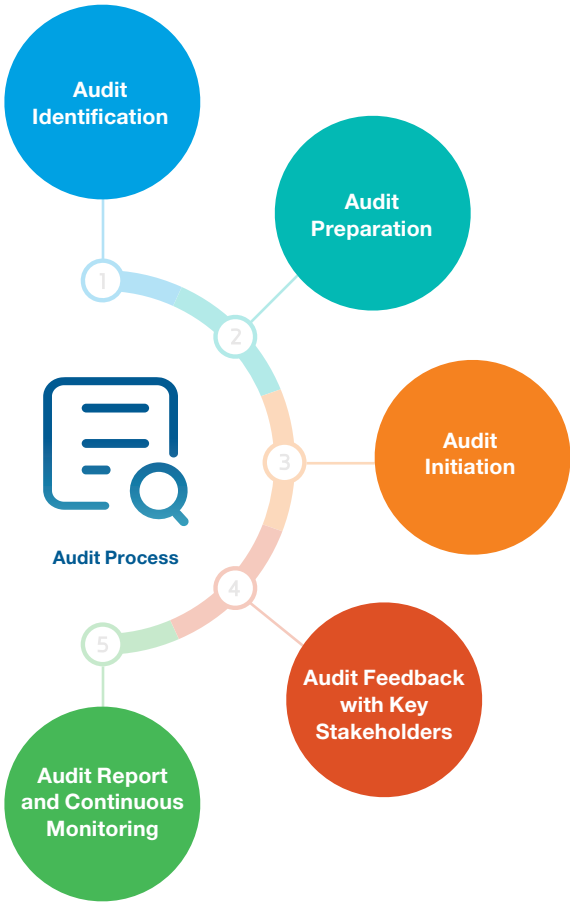 Audit
Identification
1
Audit
Preparation
2
3
Audit
Initiation
Audit Process
4
Audit Feedback
with Key
Stakeholders
5
Audit Report
and Continuous
Monitoring